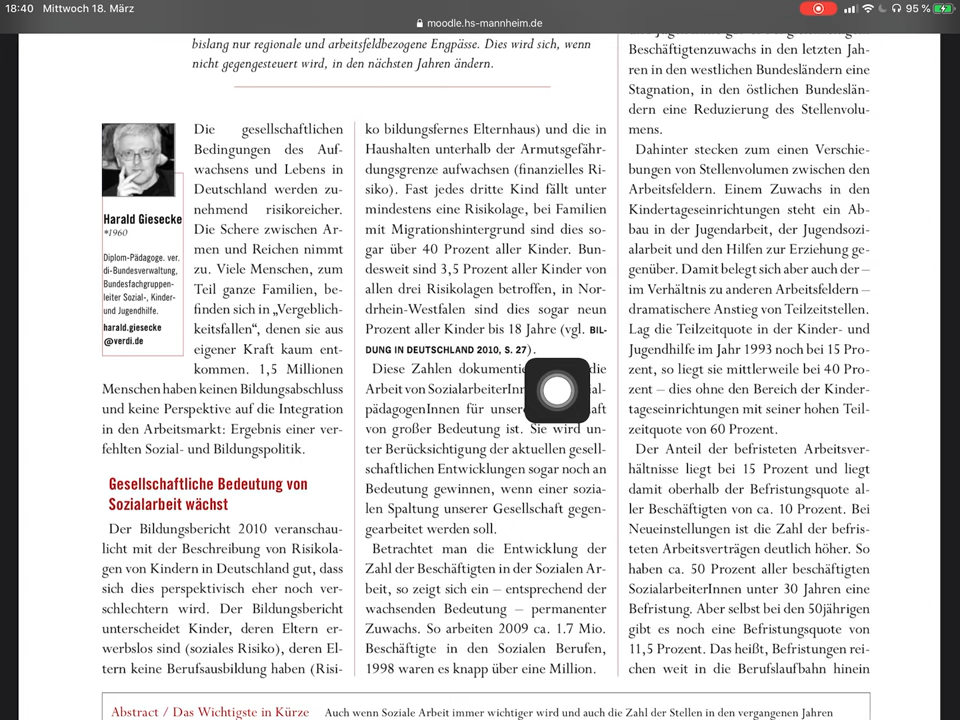 18:40 Mittwoch 18. März
95 %
moodle.hs-mannheim.de
bislang nur regionale und arbeitsfeldbezogene Engpässe. Dies wird sich, wenn
nicht gegengesteuert wird, in den nächsten Jahren ändern.
Harald Giesecke
*1960
Diplom-Pädagoge. ver.
di-Bundesverwaltung,
Bundesfachgruppen-
leiter Sozial-, Kinder-
und Jugendhilfe.
harald.giesecke
@verdi.de
Die gesellschaftlichen
Bedingungen des Auf-
wachsens und Lebens in
Deutschland werden zu-
nehmend risikoreicher.
Die Schere zwischen Ar-
men und Reichen nimmt
zu. Viele Menschen, zum
Teil ganze Familien, be-
finden sich in „Vergeblich-
keitsfallen“, denen sie aus
eigener Kraft kaum ent-
kommen. 1,5 Millionen
Menschen haben keinen Bildungsabschluss
und keine Perspektive auf die Integration
in den Arbeitsmarkt: Ergebnis einer ver-
fehlten Sozial- und Bildungspolitik.
Gesellschaftliche Bedeutung von
Sozialarbeit wächst
Der Bildungsbericht 2010 veranschau-
licht mit der Beschreibung von Risikola-
gen von Kindern in Deutschland gut, dass
sich dies perspektivisch eher noch ver-
schlechtern wird. Der Bildungsbericht
unterscheidet Kinder, deren Eltern er-
werbslos sind (soziales Risiko), deren El-
tern keine Berufsausbildung haben (Risi-
ko bildungsfernes Elternhaus) und die in
Haushalten unterhalb der Armutsgefähr-
dungsgrenze aufwachsen (finanzielles Ri-
siko). Fast jedes dritte Kind fällt unter
mindestens eine Risikolage, bei Familien
mit Migrationshintergrund sind dies so-
gar über 40 Prozent aller Kinder. Bun-
desweit sind 3,5 Prozent aller Kinder von
allen drei Risikolagen betroffen, in Nor-
drhein-Westfalen sind dies sogar neun
Prozent aller Kinder bis 18 Jahre (vgl. BIL-
DUNG IN DEUTSCHLAND 2010, S. 27).
Diese Zahlen die
Arbeit von
pädagogenInnen für
von großer Bedeutung ist. Sie wird un-
ter Berücksichtigung der aktuellen gesell-
schaftlichen Entwicklungen sogar noch an
Bedeutung gewinnen, wenn einer sozia-
len Spaltung unserer Gesellschaft gegen-
gearbeitet werden soll.
Betrachtet man die Entwicklung der
Zahl der Beschäftigten in der Sozialen Ar-
beit, so zeigt sich ein – entsprechend der
wachsenden Bedeutung – permanenter
Zuwachs. So arbeiten 2009 ca. 1.7 Mio.
Beschäftigte in den Sozialen Berufen,
1998 waren es knapp über eine Million.
Beschäftigtenzuwachs in den letzten Jah-
ren in den westlichen Bundesländern eine
Stagnation, in den östlichen Bundeslän-
dern eine Reduzierung des Stellenvolu-
mens.
Dahinter stecken zum einen Verschie-
bungen von Stellenvolumen zwischen den
Arbeitsfeldern. Einem Zuwachs in den
Kindertageseinrichtungen steht ein Ab-
bau in der Jugendarbeit, der Jugendsozi-
alarbeit und den Hilfen zur Erziehung ge-
genüber. Damit belegt sich aber auch der –
im Verhältnis zu anderen Arbeitsfeldern –
dramatische Anstieg von Teilzeitstellen.
Lag die Teilzeitquote in der Kinder- und
Jugendhilfe im Jahr 1993 noch bei 15 Pro-
zent, so liegt sie mittlerweile bei 40 Pro-
zent – dies ohne den Bereich der Kinder-
tageseinrichtungen mit seiner hohen Teil-
zeitquote von 60 Prozent.
Der Anteil der befristeten Arbeitsver-
hältnisse liegt bei 15 Prozent und liegt
damit oberhalb der Befristungsquote al-
ler Beschäftigten von ca. 10 Prozent. Bei
Neueinstellungen ist die Zahl der befris-
teten Arbeitsverträgen deutlich höher. So
haben ca. 50 Prozent aller beschäftigten
SozialarbeiterInnen unter 30 Jahren eine
Befristung. Aber selbst bei den 50jährigen
gibt es noch eine Befristungsquote von
11,5 Prozent. Das heißt, Befristungen rei-
chen weit in die Berufslaufbahn hinein
Abstract / Das Wichtigste in Kürze Auch wenn Soziale Arbeit immer wichtiger wird und auch die Zahl der Stellen in den vergangenen Jahren